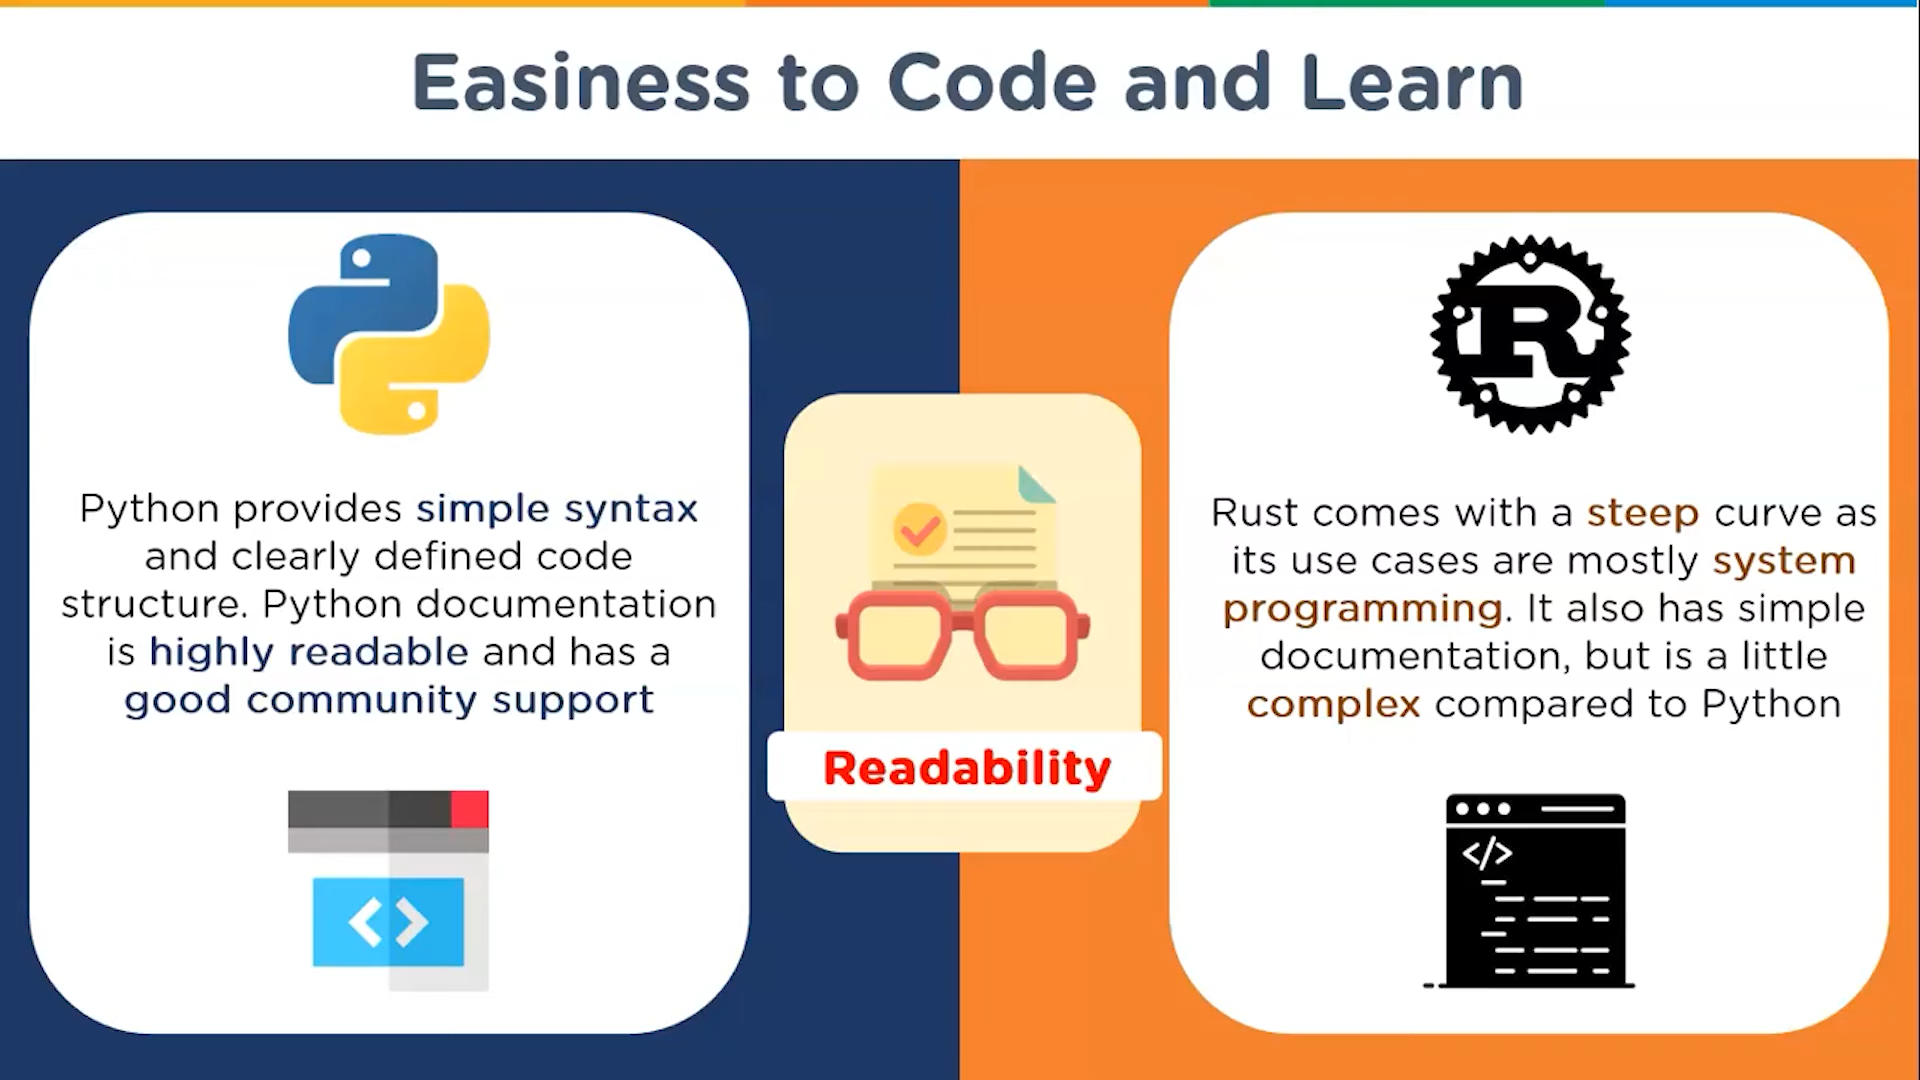 Easiness to Code and Learn
Python provides simple syntax
and clearly defined code
structure. Python documentation
is highly readable and has a
good community support
Readability
R
Rust comes with a steep curve as
its use cases are mostly system
programming. It also has simple
documentation, but is a little
complex compared to Python
</>